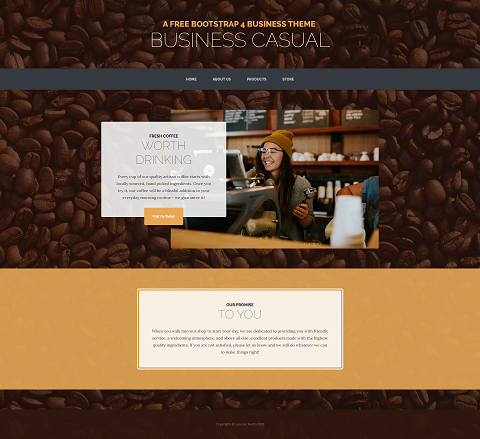 A FREE BOOTSTRAP 4 BUSINESS THEME
BUSINESS CASUAL
HOME
ABOUT US
PRODUCTS
STORE
FRESH COFFEE
WORTH
DRINKING
Every cup of our quality artisan coffee starts with
locally sourced, hand picked ingredients. Once you
try it, our coffee will be a blissful addition to your
everyday morning routine - we guarantee it!
Visit Us Today!
OUR PROMISE
TO YOU
When you walk into our shop to start your day, we are dedicated to providing you with friendly
service, a welcoming atmosphere, and above all else, excellent products made with the highest
quality ingredients. If you are not satisfied, please let us know and we will do whatever we can
to make things right!
Copyright ©